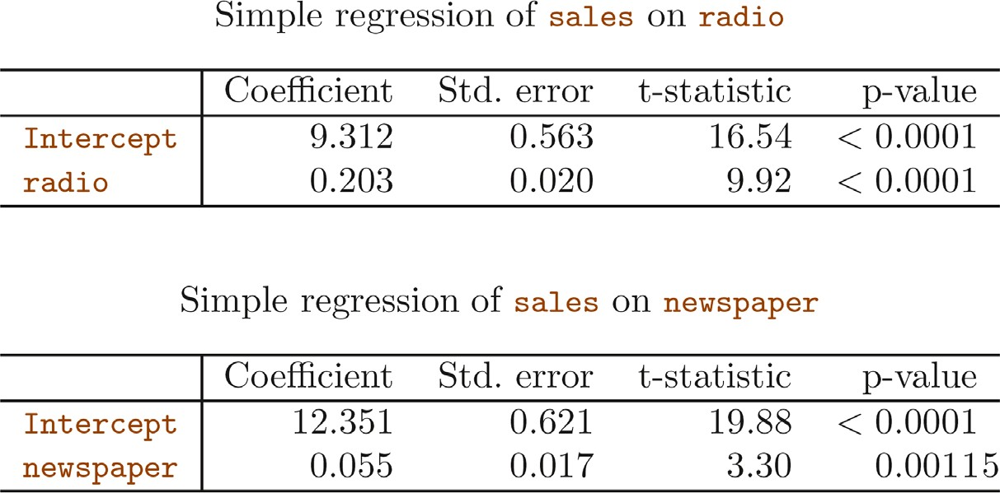 Simple regression of sales on radio
Coefficient Std. error t-statistic p-value
Intercept 9.312 0.563 16.54 < 0.0001
radio 0.203 0.020 9.92 < 0.0001
Simple regression of sales on newspaper
Coefficient Std. error t-statistic p-value
Intercept 12.351 0.621 19.88 < 0.0001
newspaper 0.055 0.017 3.30 0.00115